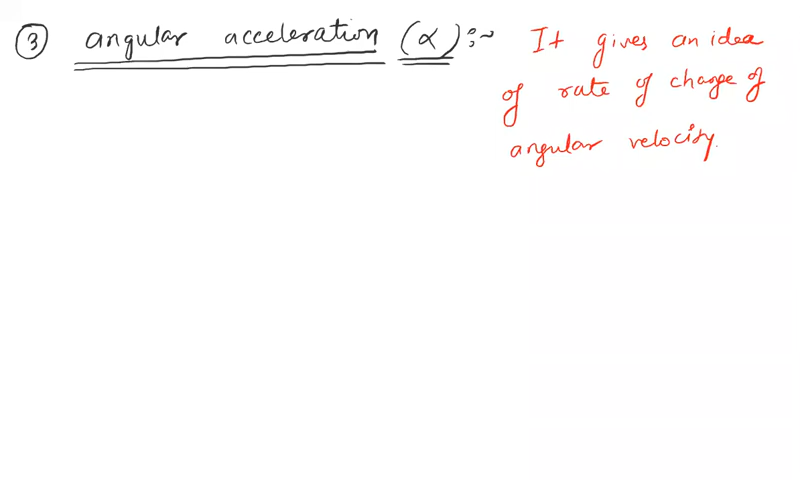 ③ angular acceleration (α) :~ It gives an idea
of rate of change of
angular velocity.